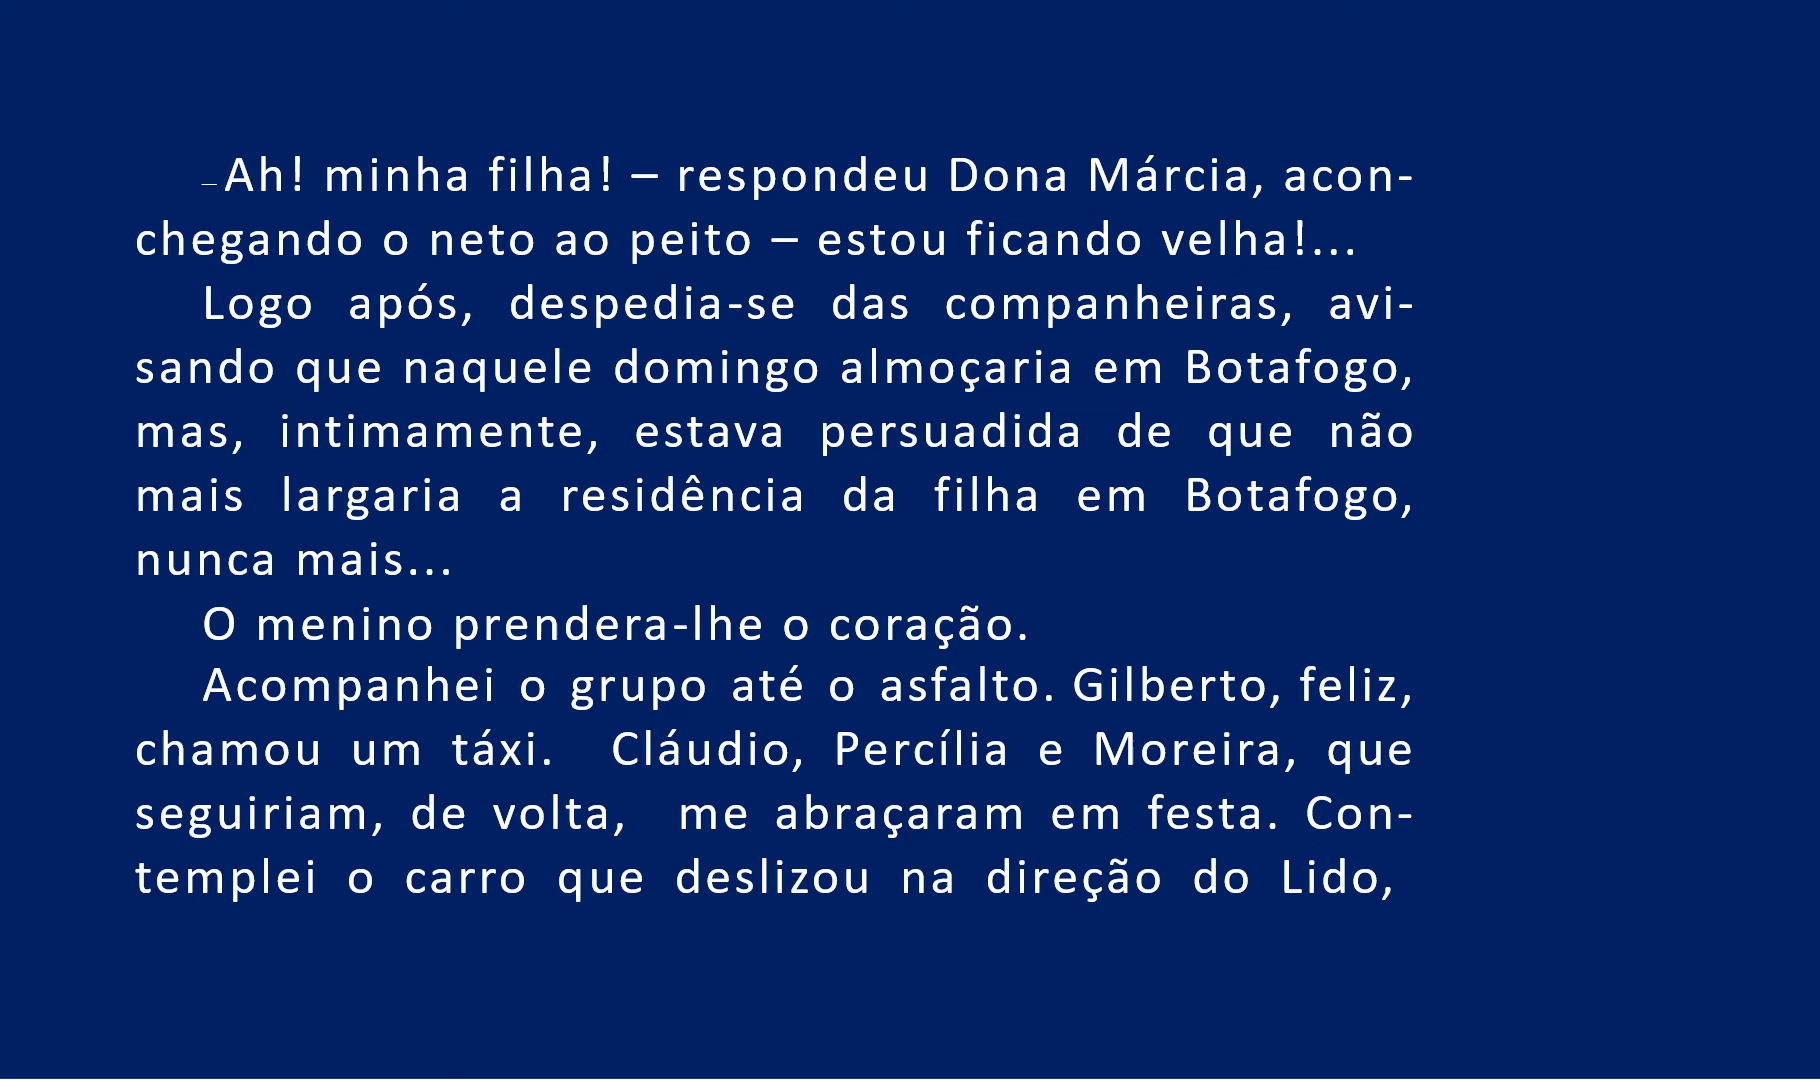 – Ah! minha filha! – respondeu Dona Márcia, acon-
chegando o neto ao peito – estou ficando velha!...
Logo após, despedia-se das companheiras, avi-
sando que naquele domingo almoçaria em Botafogo,
mas, intimamente, estava persuadida de que não
mais largaria a residência da filha em Botafogo,
nunca mais...
O menino prendera-lhe o coração.
Acompanhei o grupo até o asfalto. Gilberto, feliz,
chamou um táxi. Cláudio, Percília e Moreira, que
seguiriam, de volta, me abraçaram em festa. Con-
templei o carro que deslizou na direção do Lido,